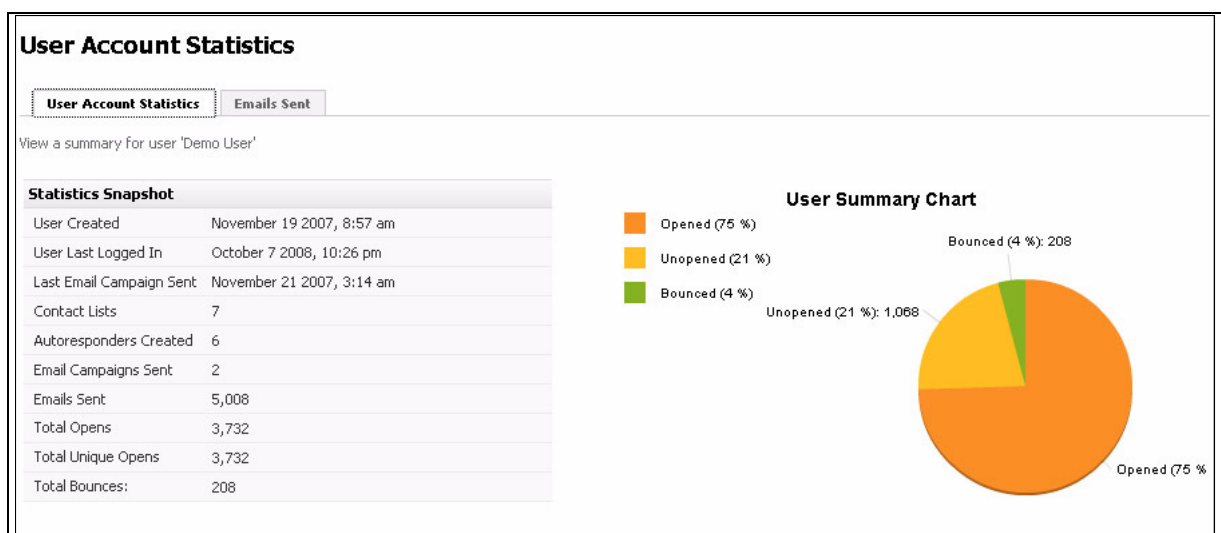 User Account Statistics
User Account Statistics
Emails Sent
View a summary for user 'Demo User'
Statistics Snapshot
User Created November 19 2007, 8:57 am
User Last Logged In October 7 2008, 10:26 pm
Last Email Campaign Sent November 21 2007, 3:14 am
Contact Lists 7
Autoresponders Created 6
Email Campaigns Sent 2
Emails Sent 5,008
Total Opens 3,732
Total Unique Opens 3,732
Total Bounces: 208
User Summary Chart
Opened (75 %)
Unopened (21 %)
Bounced (4 %)
Bounced (4 %): 208
Unopened (21 %): 1,068
Opened (75 %